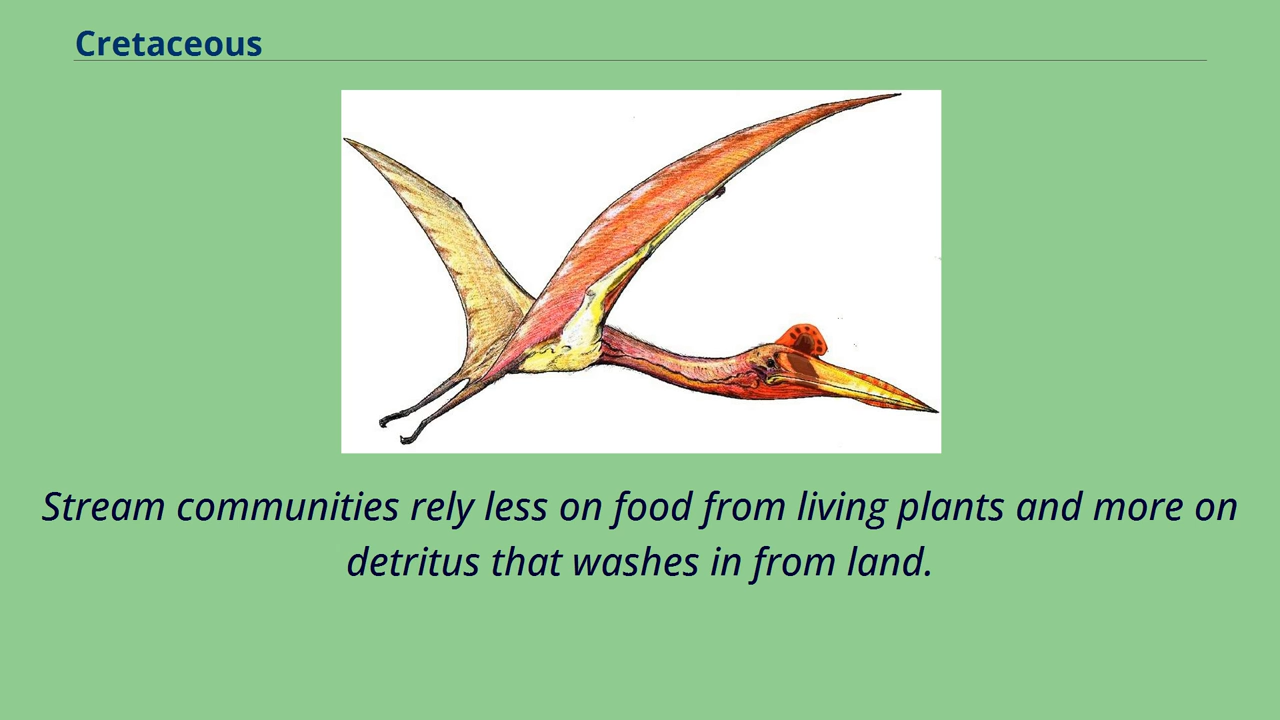 Cretaceous
Stream communities rely less on food from living plants and more on
detritus that washes in from land.